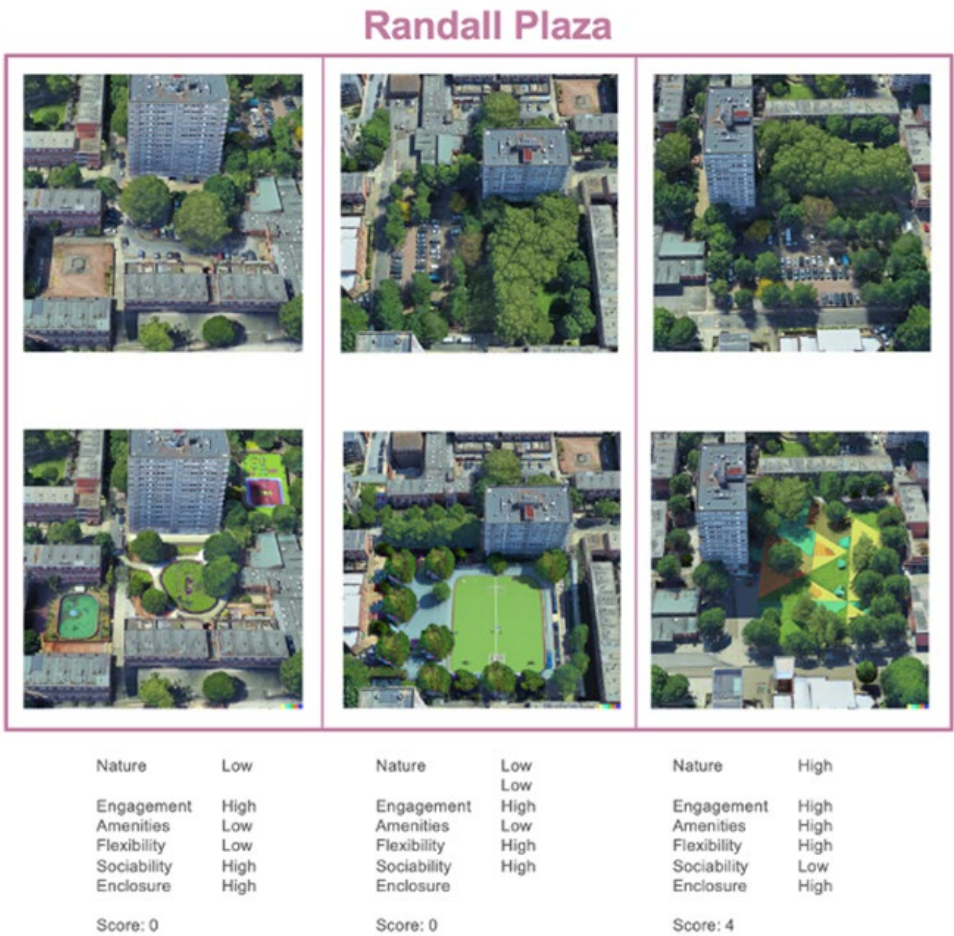 Randall Plaza
Nature Low
Engagement High
Amenities Low
Flexibility Low
Sociability High
Enclosure High
Score: 0
Nature Low
Low
Engagement High
Amenities Low
Flexibility High
Sociability High
Enclosure
Score: 0
Nature High
Engagement High
Amenities High
Flexibility High
Sociability Low
Enclosure High
Score: 4